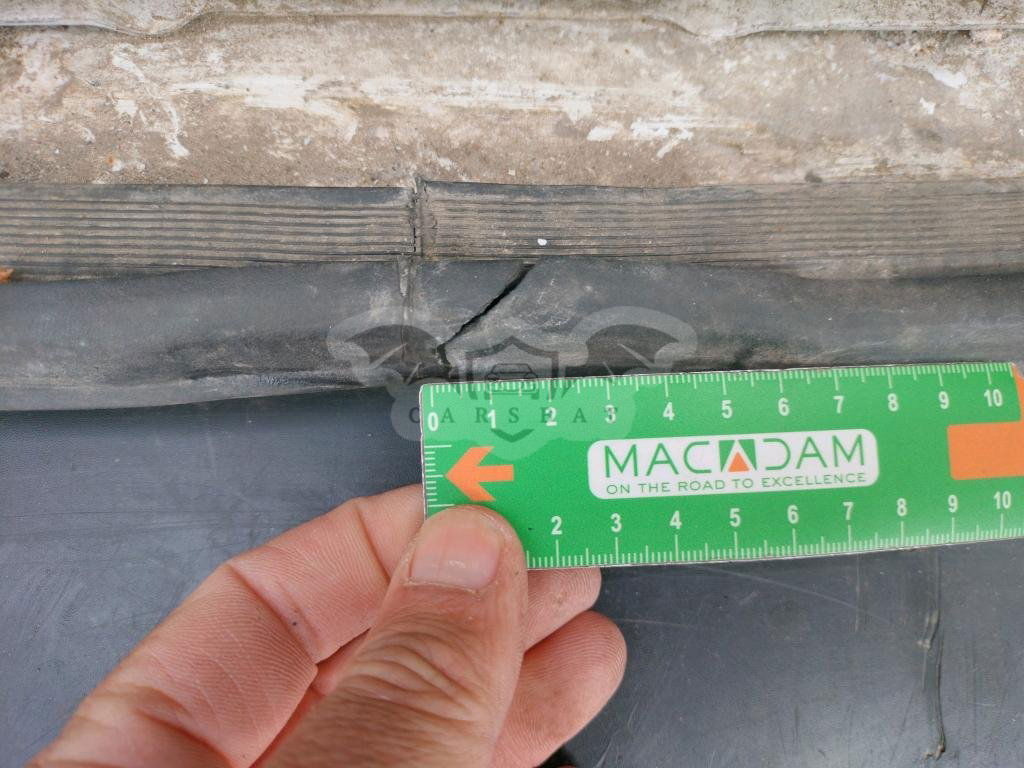 CARSEAT
0 1 2 3 4 5 6 7 8 9 10
MACADAM
ON THE ROAD TO EXCELLENCE
2 3 4 5 6 7 8 9 10